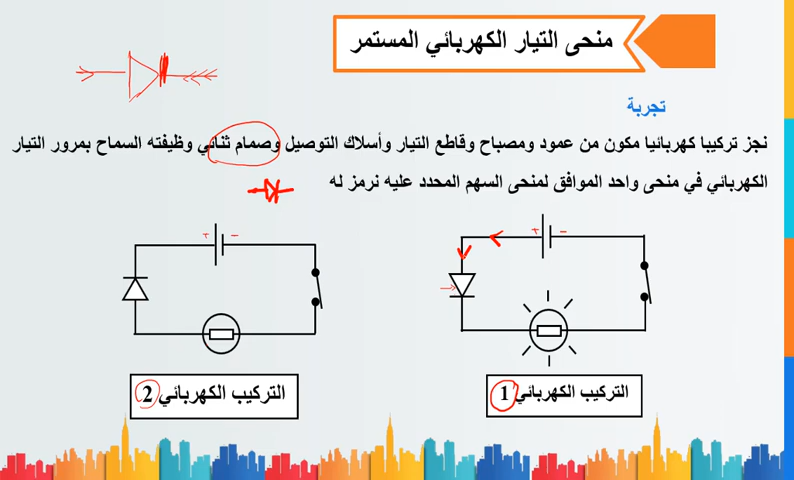 منحى التيار الكهربائي المستمر
تجربة
نجز تركيبا كهربائيا مكون من عمود ومصباح وقاطع التيار وأسلاك التوصيل وصمام ثنائي وظيفته السماح بمرور التيار
الكهربائي في منحى واحد الموافق لمنحى السهم المحدد عليه نرمز له
+ −
+ −
التركيب الكهربائي 1
التركيب الكهربائي 2